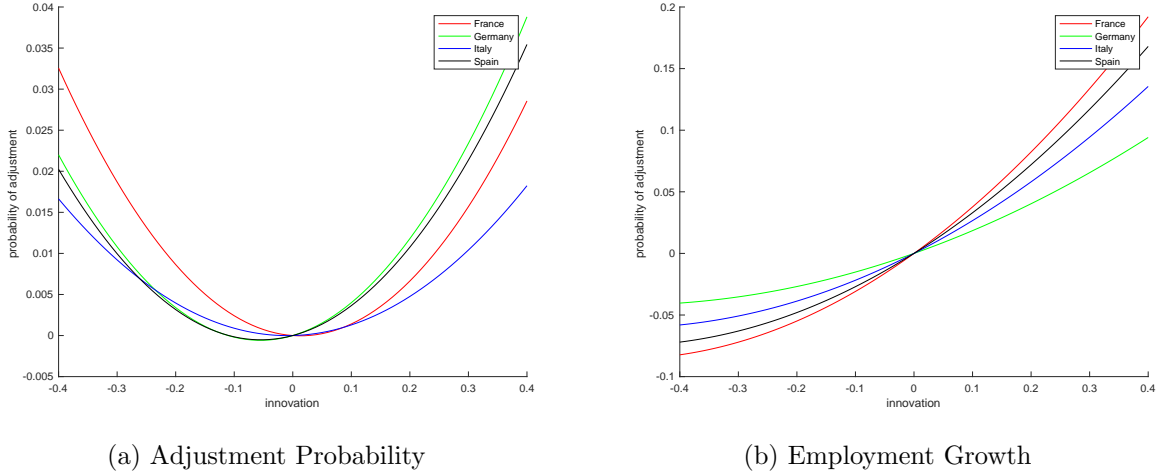 0.04
0.035
0.03
0.025
0.02
0.015
0.01
0.005
0
-0.005
probability of adjustment
-0.4 -0.3 -0.2 -0.1 0 0.1 0.2 0.3 0.4
innovation
France
Germany
Italy
Spain
(a) Adjustment Probability
0.2
0.15
0.1
0.05
0
-0.05
-0.1
probability of adjustment
-0.4 -0.3 -0.2 -0.1 0 0.1 0.2 0.3 0.4
innovation
France
Germany
Italy
Spain
(b) Employment Growth